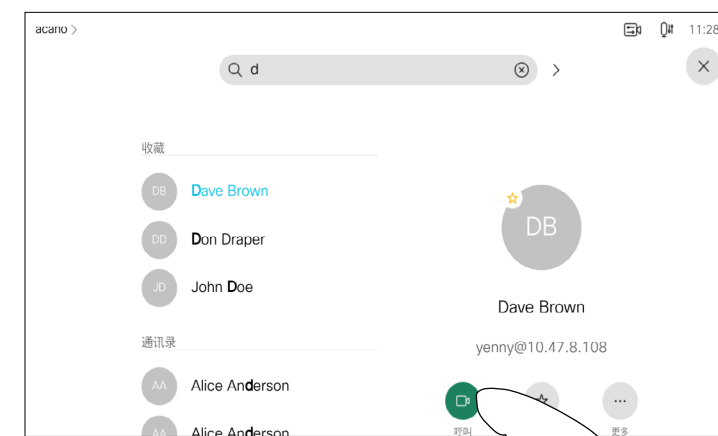 acano
11:28
d
收藏
DB Dave Brown
DD Don Draper
JD John Doe
通讯录
AA Alice Anderson
AA Alice Anderson
DB
Dave Brown
yenny@10.47.8.108
呼叫
更多